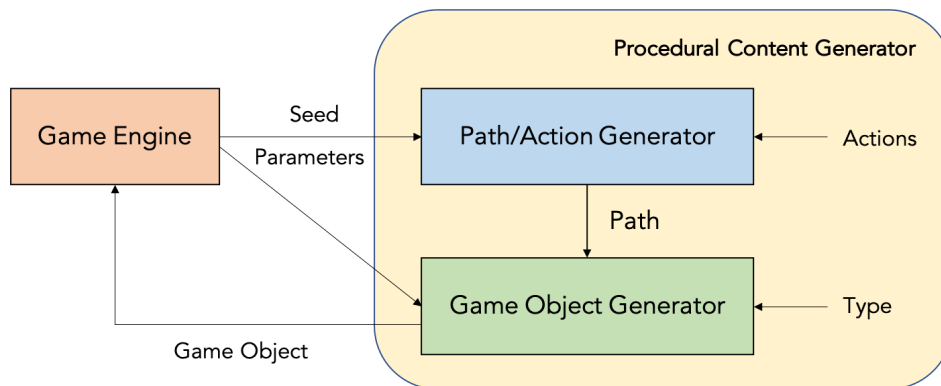 Procedural Content Generator
Game Engine
Seed
Parameters
Path/Action Generator
Actions
Path
Game Object Generator
Type
Game Object